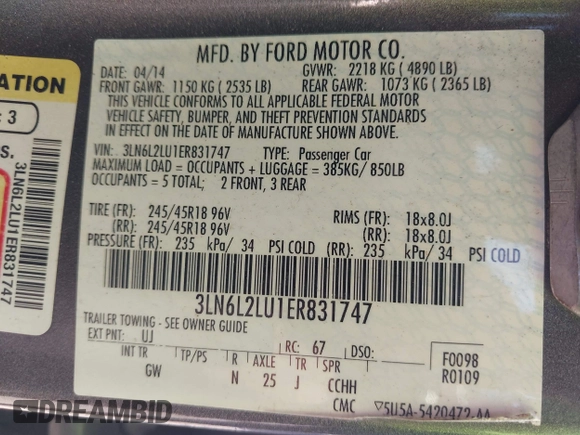 ATION
: 3
S.
3LN6L2LU1ER831747
MFD. BY FORD MOTOR CO.
DATE: 04/14 GVWR: 2218 KG ( 4890 LB)
FRONT GAWR: 1150 KG ( 2535 LB) REAR GAWR: 1073 KG ( 2365 LB)
THIS VEHICLE CONFORMS TO ALL APPLICABLE FEDERAL MOTOR
VEHICLE SAFETY, BUMPER, AND THEFT PREVENTION STANDARDS
IN EFFECT ON THE DATE OF MANUFACTURE SHOWN ABOVE.
VIN: 3LN6L2LU1ER831747 TYPE: Passenger Car
MAXIMUM LOAD = OCCUPANTS + LUGGAGE = 385KG/ 850LB
OCCUPANTS = 5 TOTAL; 2 FRONT, 3 REAR
TIRE (FR): 245/45R18 96V RIMS (FR): 18x8.0J
(RR): 245/45R18 96V (RR): 18x8.0J
PRESSURE (FR): 235 kPa/ 34 PSI COLD (RR): 235 kPa/ 34 PSI COLD
3LN6L2LU1ER831747
TRAILER TOWING - SEE OWNER GUIDE
EXT PNT: UJ RC: 67 DSO: F0098
INT TR TP/PS R AXLE TR SPR R0109
GW N 25 J CCHH
CMC 5U5A-5420472-AA
DREAMBID